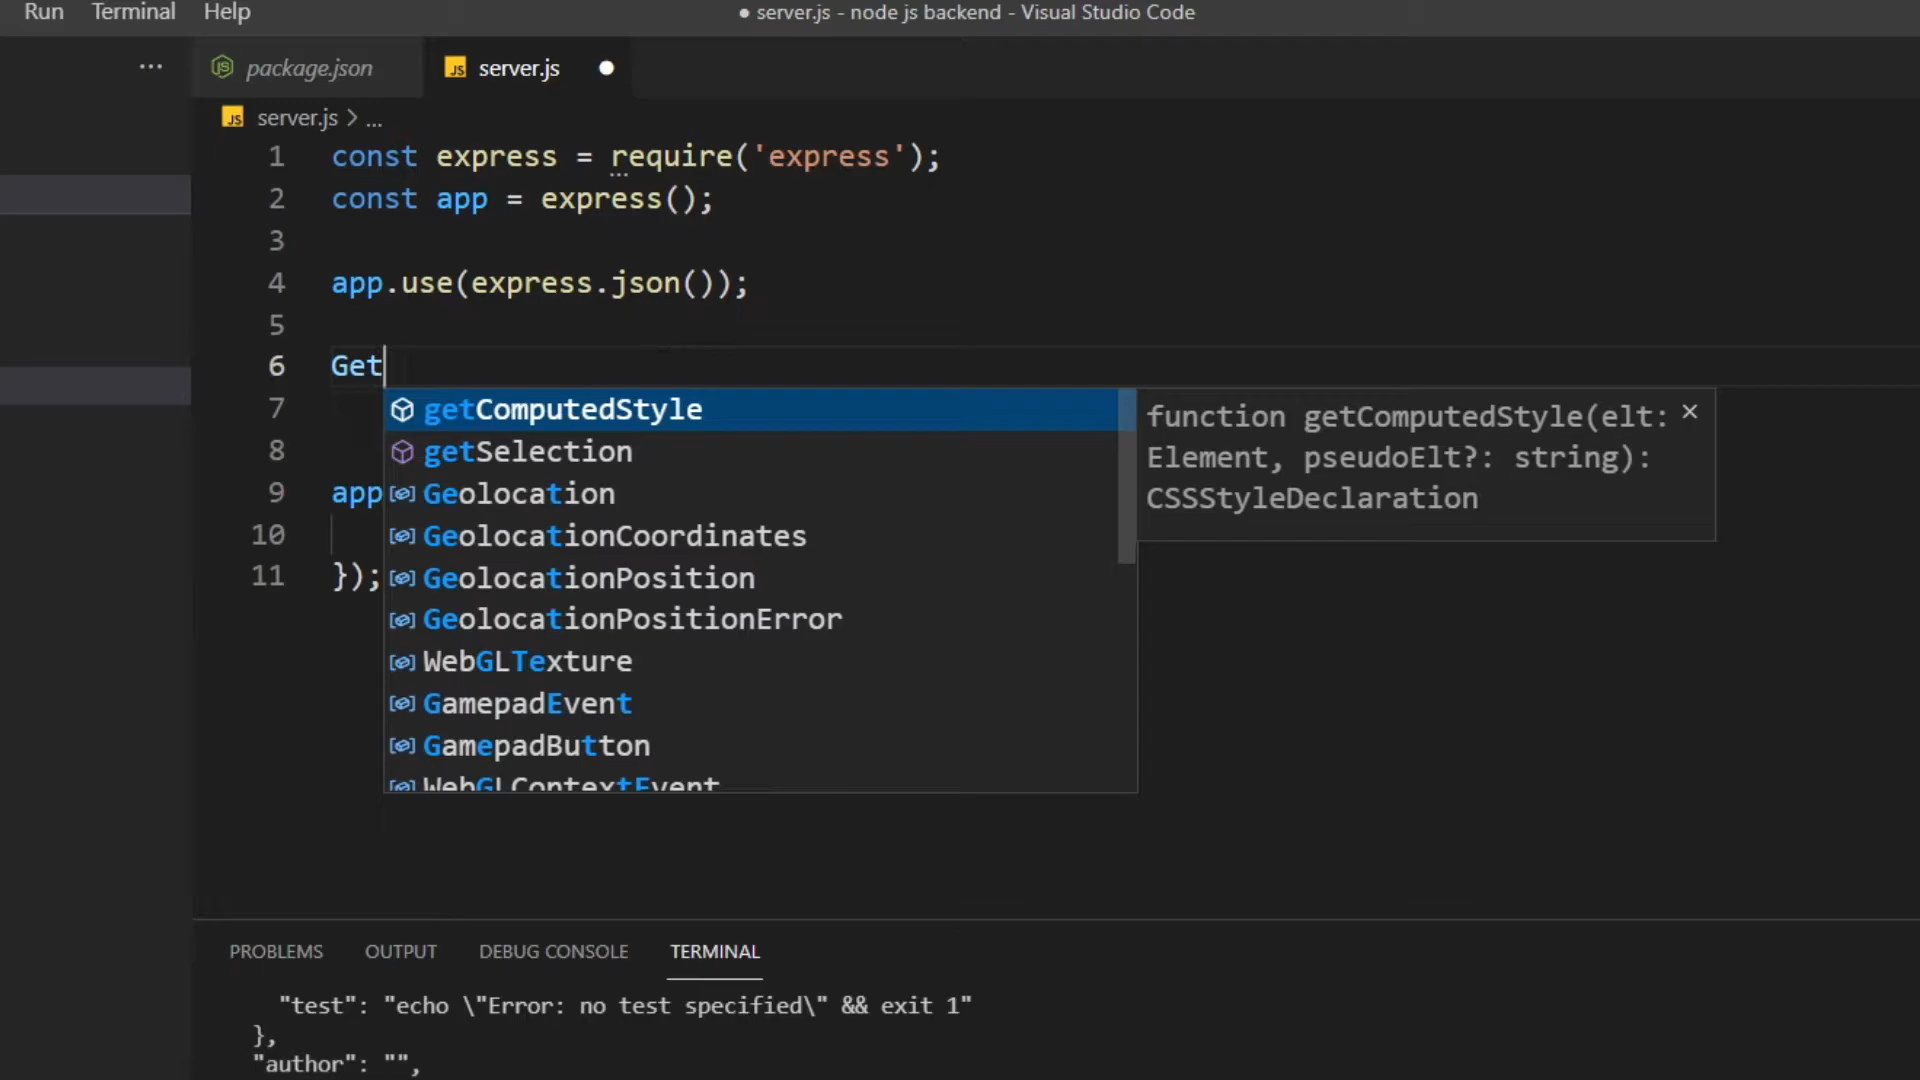 Run Terminal Help
● server.js - node js backend - Visual Studio Code
... package.json server.js ●
JS server.js > ...
1 const express = require('express');
2 const app = express();
3
4 app.use(express.json());
5
6 Get
7 getComputedStyle
8 getSelection
9 app Geolocation
10 GeolocationCoordinates
11 }); GeolocationPosition
GeolocationPositionError
WebGLTexture
GamepadEvent
GamepadButton
WebGLContextEvent
function getComputedStyle(elt:
Element, pseudoElt?: string):
CSSStyleDeclaration
PROBLEMS OUTPUT DEBUG CONSOLE TERMINAL
"test": "echo \"Error: no test specified\" && exit 1"
},
"author": "",